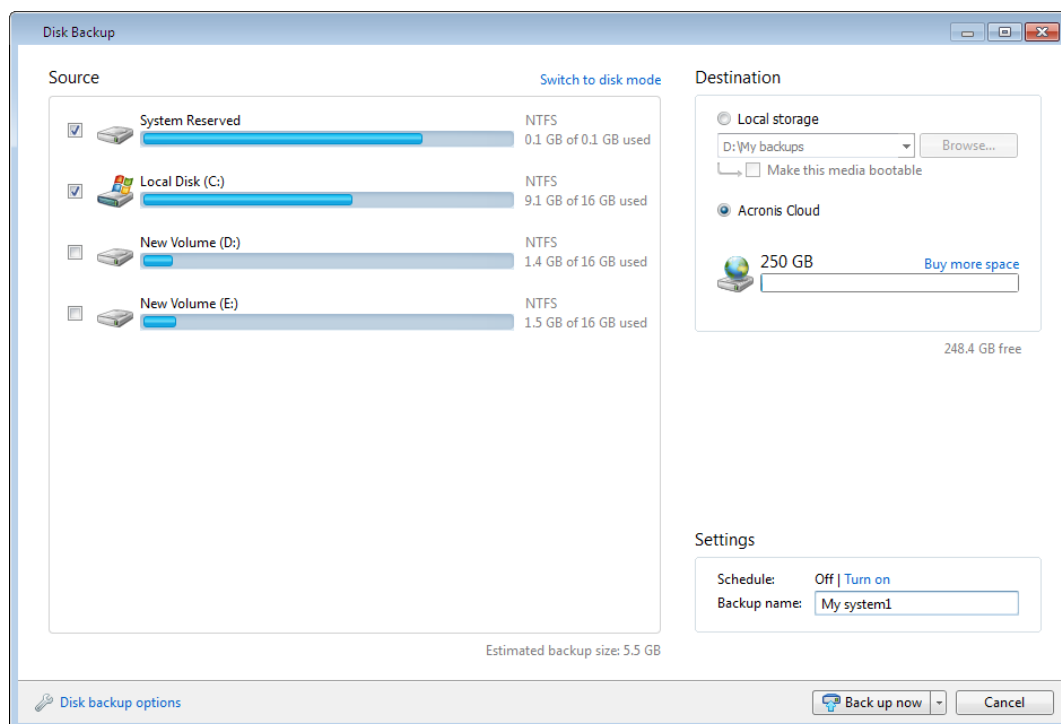 Disk Backup
Source
Switch to disk mode
System Reserved
NTFS
0.1 GB of 0.1 GB used
Local Disk (C:)
NTFS
9.1 GB of 16 GB used
New Volume (D:)
NTFS
1.4 GB of 16 GB used
New Volume (E:)
NTFS
1.5 GB of 16 GB used
Estimated backup size: 5.5 GB
Destination
Local storage
D:\My backups
Browse...
Make this media bootable
Acronis Cloud
250 GB
Buy more space
248.4 GB free
Settings
Schedule: Off | Turn on
Backup name: My system1
Disk backup options
Back up now
Cancel